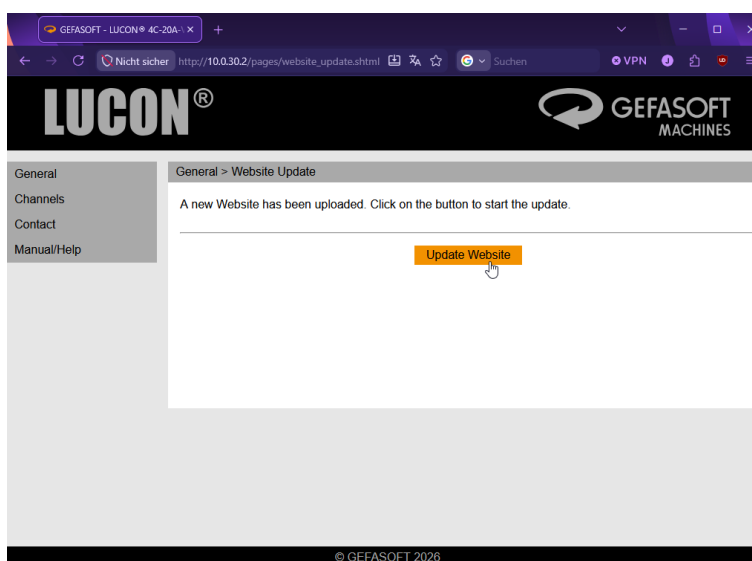 GEFASOFT - LUCON® 4C-20A-
Nicht sicher http://10.0.30.2/pages/website_update.shtml Suchen VPN
LUCON®
GEFASOFT
MACHINES
General
Channels
Contact
Manual/Help
General > Website Update
A new Website has been uploaded. Click on the button to start the update.
Update Website
© GEFASOFT 2026